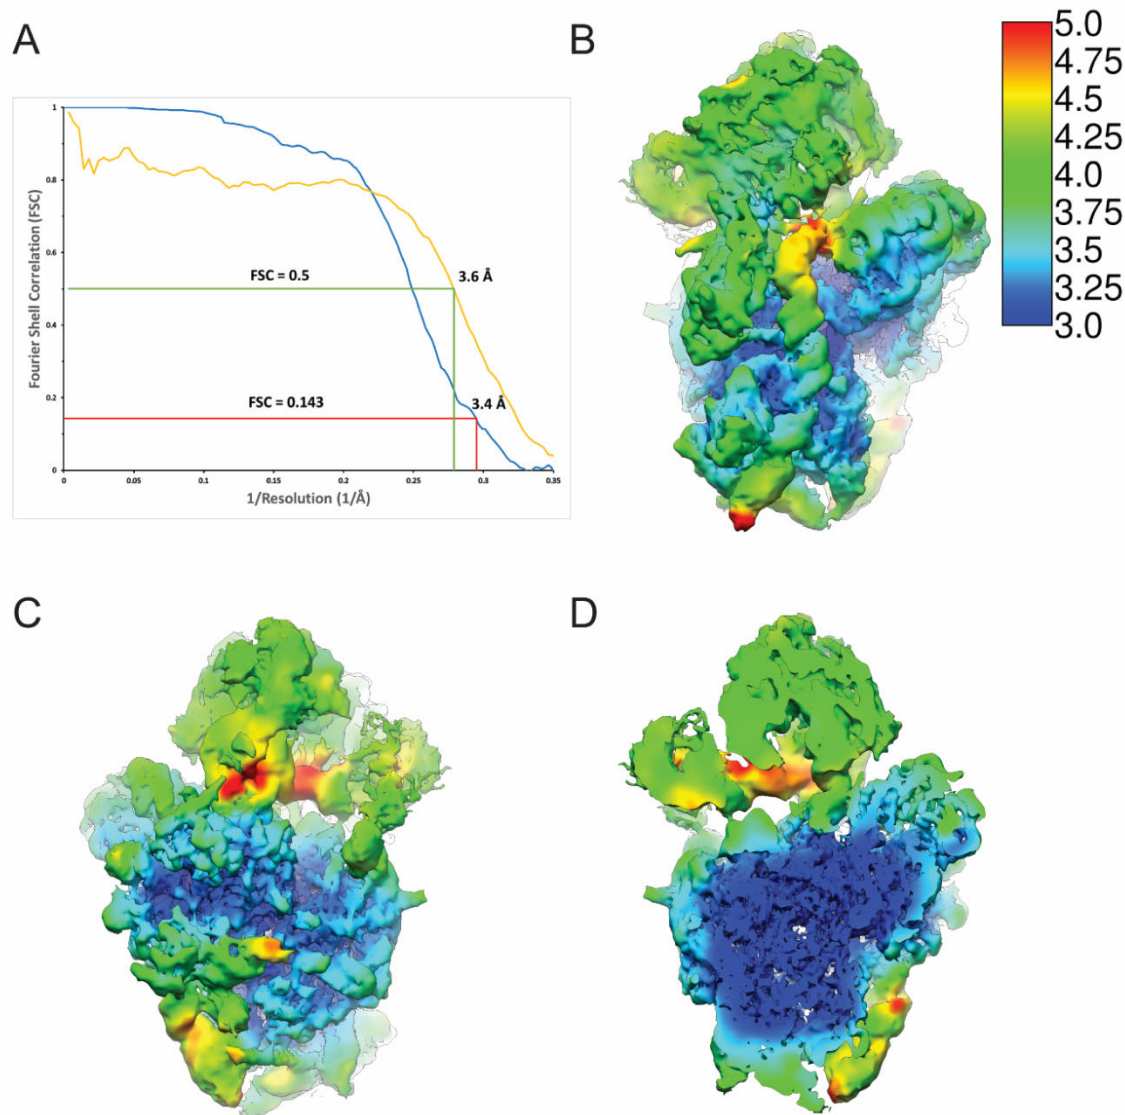 A
B
5.0
4.75
4.5
4.25
4.0
3.75
3.5
3.25
3.0
1
0.8
0.6
0.4
0.2
0
Fourier Shell Correlation (FSC)
FSC = 0.5
3.6 Å
FSC = 0.143
3.4 Å
0
0.05
0.1
0.15
0.2
0.25
0.3
0.35
1/Resolution (1/Å)
C
D